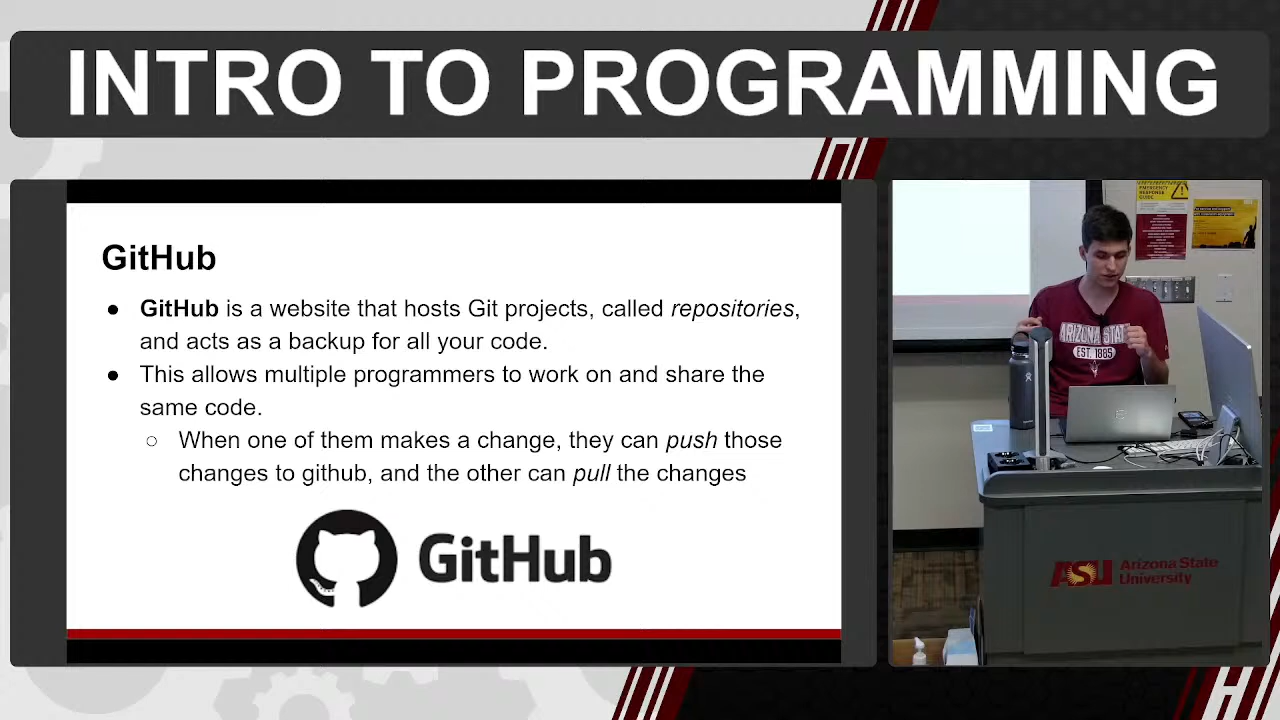 INTRO TO PROGRAMMING
GitHub
● GitHub is a website that hosts Git projects, called repositories,
and acts as a backup for all your code.
● This allows multiple programmers to work on and share the
same code.
○ When one of them makes a change, they can push those
changes to github, and the other can pull the changes
GitHub
EMERGENCY
RESPONSE
GUIDE
ARIZONA STATE
EST. 1885
ASU Arizona State
University